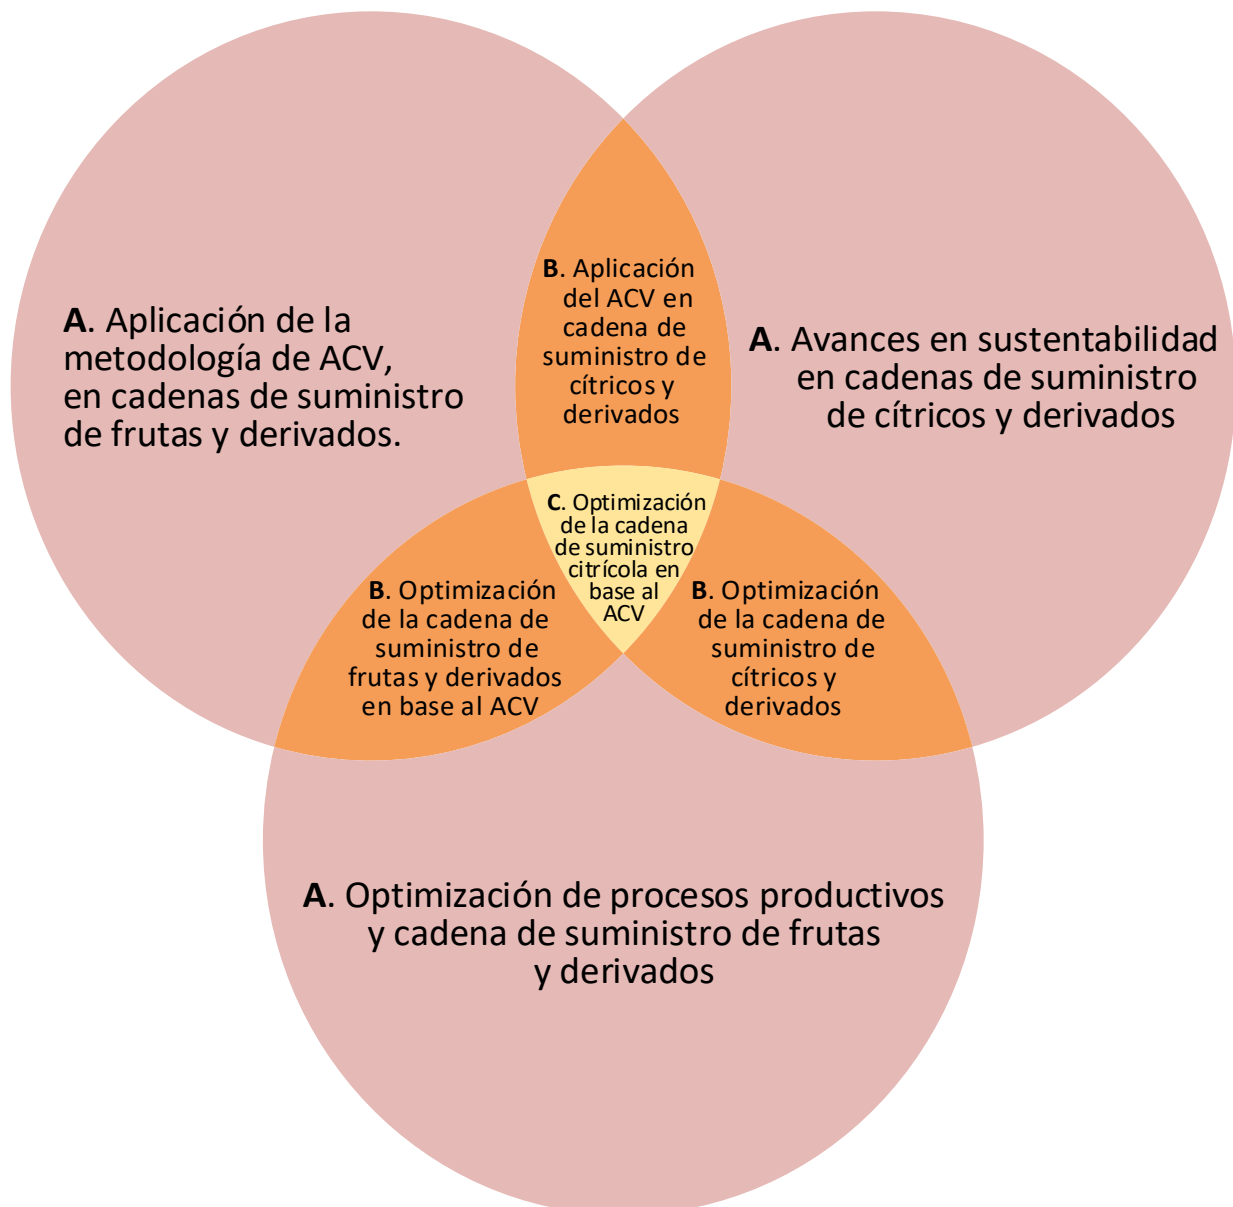 B. Aplicación
del ACV en
cadena de
suministro de
cítricos y
derivados
A. Aplicación de la
metodología de ACV,
en cadenas de suministro
de frutas y derivados.
A. Avances en sustentabilidad
en cadenas de suministro
de cítricos y derivados
C. Optimización
de la cadena
de suministro
citrícola en
base al
ACV
B. Optimización
de la cadena de
suministro de
frutas y derivados
en base al ACV
B. Optimización
de la cadena de
suministro de
cítricos y
derivados
A. Optimización de procesos productivos
y cadena de suministro de frutas
y derivados